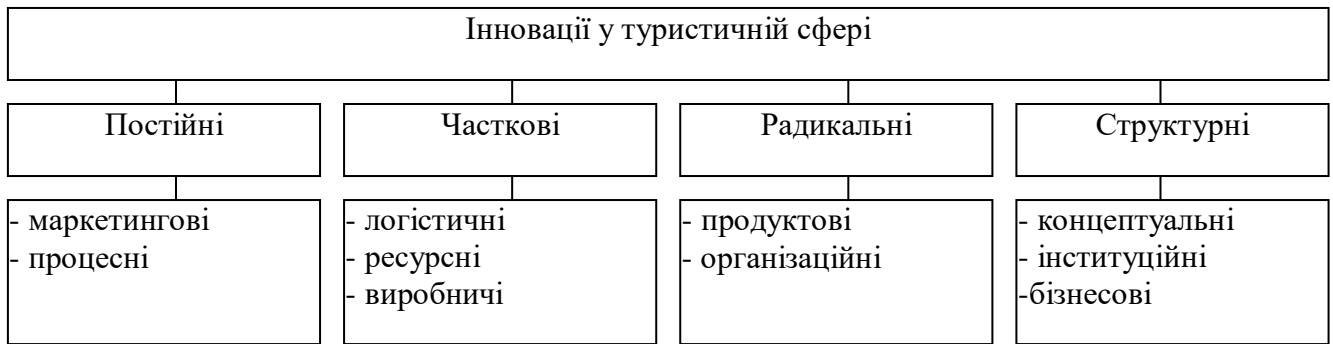 Інновації у туристичній сфері
Постійні
Часткові
Радикальні
Структурні
- маркетингові
- процесні
- логістичні
- ресурсні
- виробничі
- продуктові
- організаційні
- концептуальні
- інституційні
-бізнесові